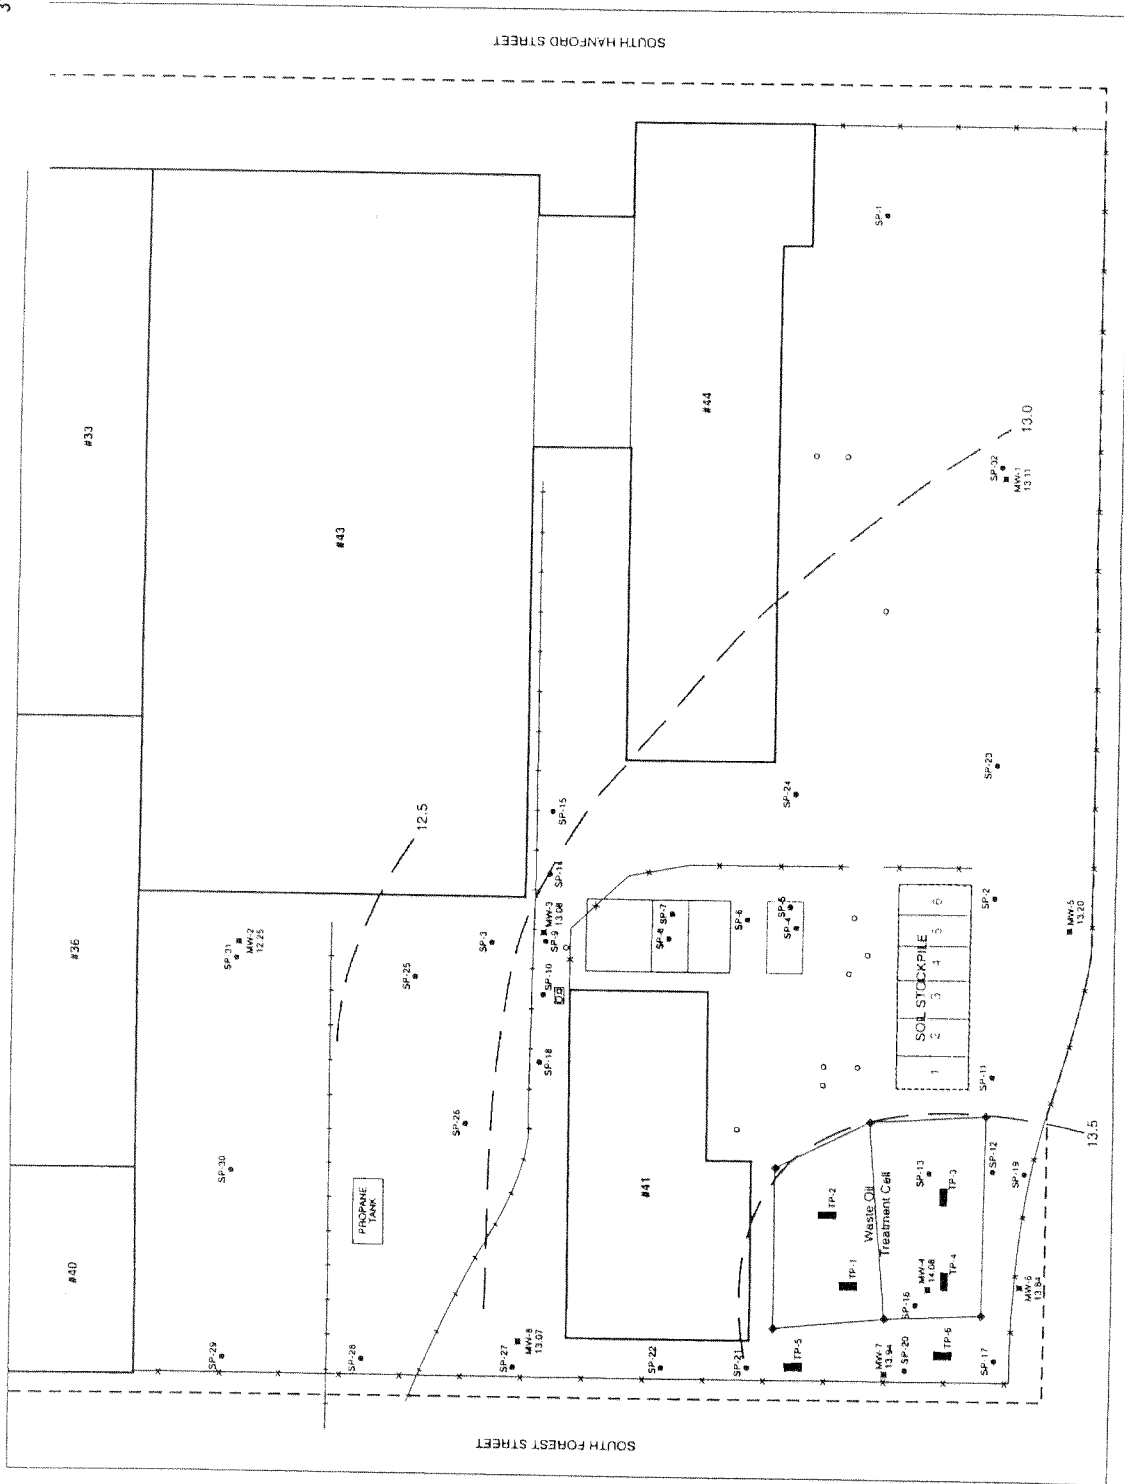 3
SOUTH HANFORD STREET
#33
#43
#44
SP-1
13.0
SP-32
MW-1
13.11
#36
12.5
SP-15
SP-14
SP-24
SP-23
SP-31
MW-2
12.25
SP-25
SP-3
MW-3
13.08
SP-9
SP-10
SP-18
SP-7
SP-8
SP-6
SP-5
SP-4
SP-2
MW-5
13.20
SOIL STOCKPILE
1 2 3 4 5 6
SP-11
13.5
SP-26
SP-30
#40
PROPANE
TANK
#41
SP-29
SP-28
SP-27
MW-8
13.07
SP-22
SP-21
TP-5
TP-1
TP-2
Waste Oil
Treatment Cell
SP-13
TP-3
SP-12
SP-19
MW-4
14.08
TP-4
SP-16
MW-6
13.84
MW-7
13.94
SP-20
TP-6
SP-17
SOUTH FOREST STREET